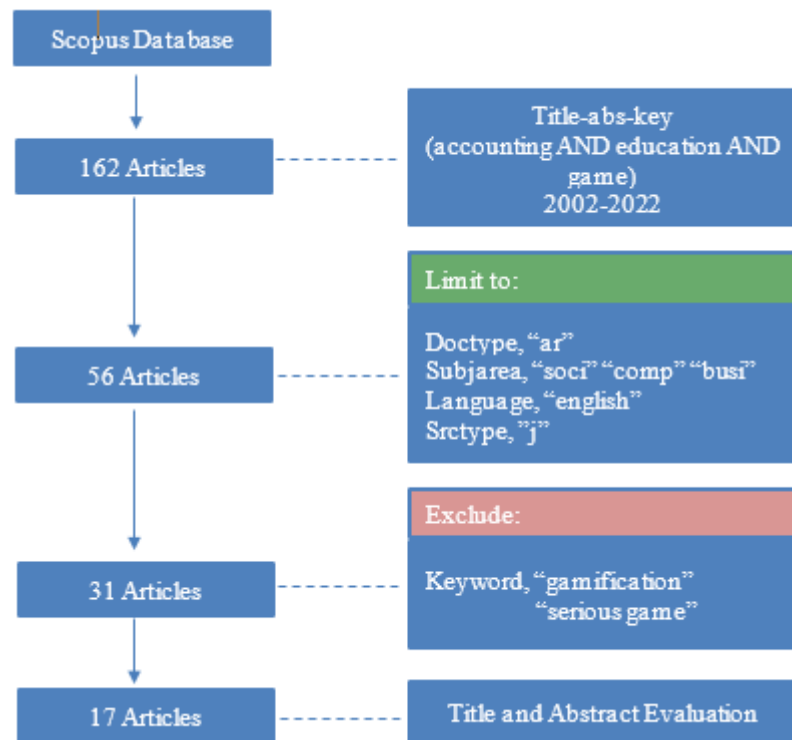 Scopus Database
162 Articles
Title-abs-key
(accounting AND education AND
game)
2002-2022
Limit to:
Doctype, “ar”
Subjarea, “soci” “comp” “busi”
Language, “english”
Srctype, ”j”
56 Articles
Exclude:
Keyword, “gamification”
“serious game”
31 Articles
17 Articles
Title and Abstract Evaluation